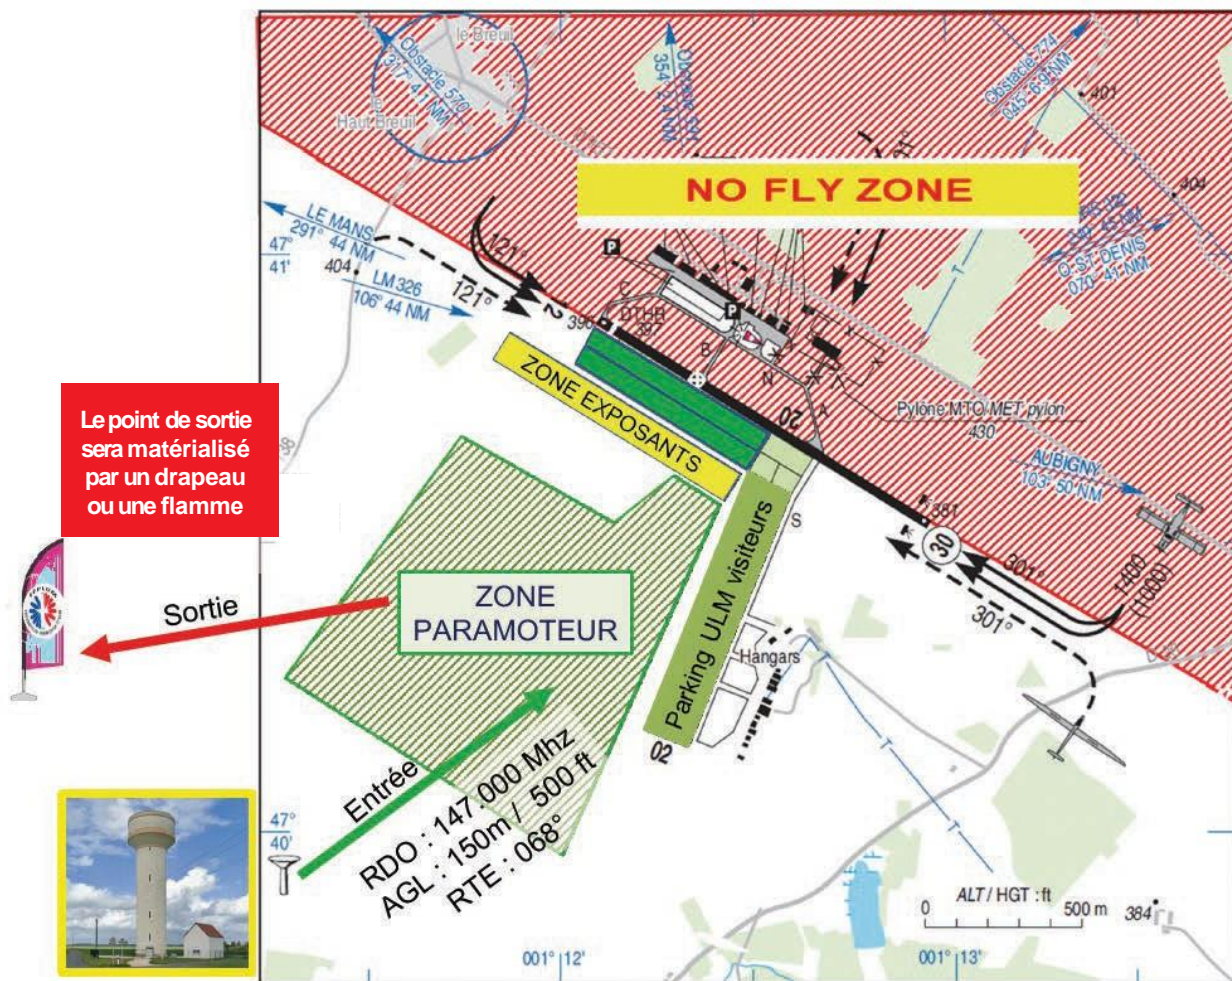 le Breuil
Haut Breuil
Obstacle 570
317° 4.1 NM
354° 2.4 NM
Obstacle 774
045° 6.9 NM
401
404
NO FLY ZONE
LE MANS
291° 44 NM
47°
41'
404
LM 326
106° 44 NM
121°
121°
P
P
C
DTHR
397
396
2
B
N
A
20
O-ST-DENIS
070° 41 NM
Pylône MTO/MET pylon
430
AUBIGNY
103° 50 NM
ZONE EXPOSANTS
Le point de sortie
sera matérialisé
par un drapeau
ou une flamme
381
30
301°
301°
1400
(1000)
S
Parking ULM visiteurs
02
Hangars
ZONE
PARAMOTEUR
Sortie
Entrée
RDO : 147.000 Mhz
AGL : 150m / 500 ft
RTE : 068°
47°
40'
T
T
T
ALT / HGT : ft
0 500 m
384
001° 12'
001° 13'